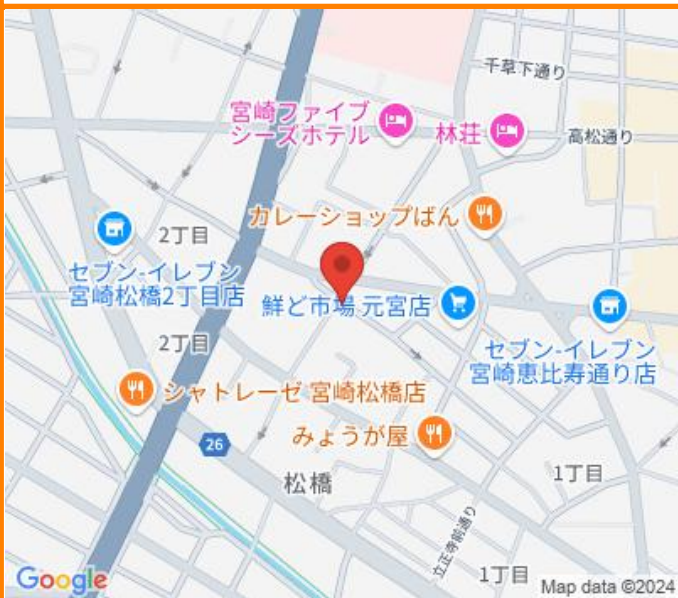 千草下通り
宮崎ファイブ
シーズホテル
林荘
高松通り
カレーショップばん
2丁目
セブン-イレブン
宮崎松橋2丁目店
鮮ど市場 元宮店
2丁目
セブン-イレブン
宮崎恵比寿通り店
シャトレーゼ 宮崎松橋店
みょうが屋
26
松橋
1丁目
立正寺前通り
1丁目
Google
Map data ©2024